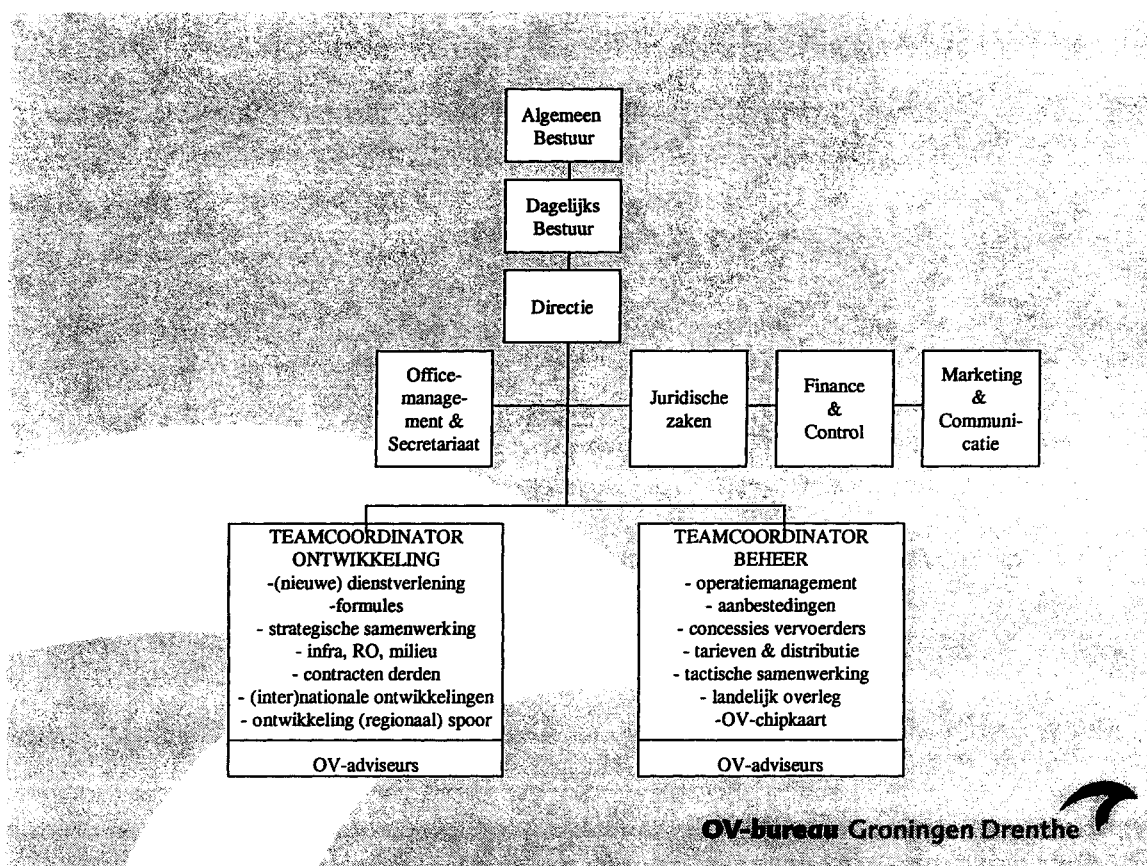 Algemeen
Bestuur
Dagelijks
Bestuur
Directie
Office-
manage-
ment &
Secretariaat
Juridische
zaken
Finance
&
Control
Marketing
&
Communi-
catie
TEAMCOORDINATOR
ONTWIKKELING
-(nieuwe) dienstverlening
-formules
- strategische samenwerking
- infra, RO, milieu
- contracten derden
- (inter)nationale ontwikkelingen
- ontwikkeling (regionaal) spoor
OV-adviseurs
TEAMCOORDINATOR
BEHEER
- operatiemanagement
- aanbestedingen
- concessies vervoerders
- tarieven & distributie
- tactische samenwerking
- landelijk overleg
-OV-chipkaart
OV-adviseurs
OV-bureau Groningen Drenthe